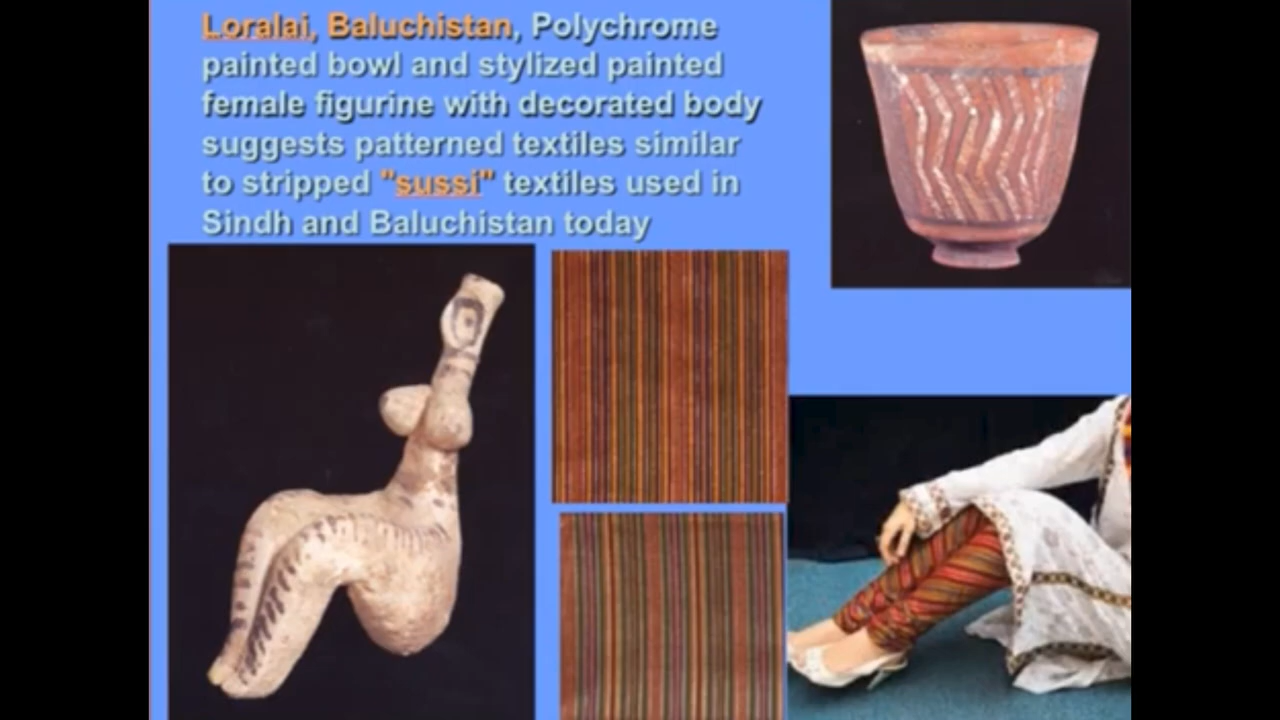 Loralai, Baluchistan, Polychrome
painted bowl and stylized painted
female figurine with decorated body
suggests patterned textiles similar
to stripped "sussi" textiles used in
Sindh and Baluchistan today